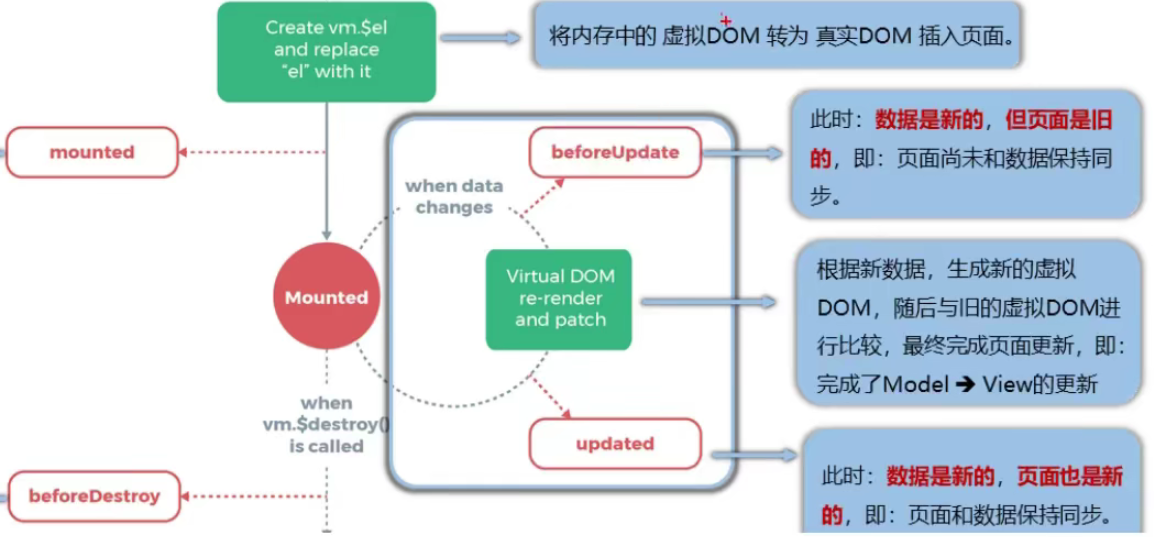 Create vm.$el
and replace
“el” with it
将内存中的 虚拟DOM 转为 真实DOM 插入页面。
mounted
beforeUpdate
此时：数据是新的，但页面是旧
的，即：页面尚未和数据保持同
步。
when data
changes
Mounted
Virtual DOM
re-render
and patch
根据新数据，生成新的虚拟
DOM，随后与旧的虚拟DOM进
行比较，最终完成页面更新，即：
完成了Model ➔ View的更新
when
vm.$destroy()
is called
updated
beforeDestroy
此时：数据是新的，页面也是新
的，即：页面和数据保持同步。